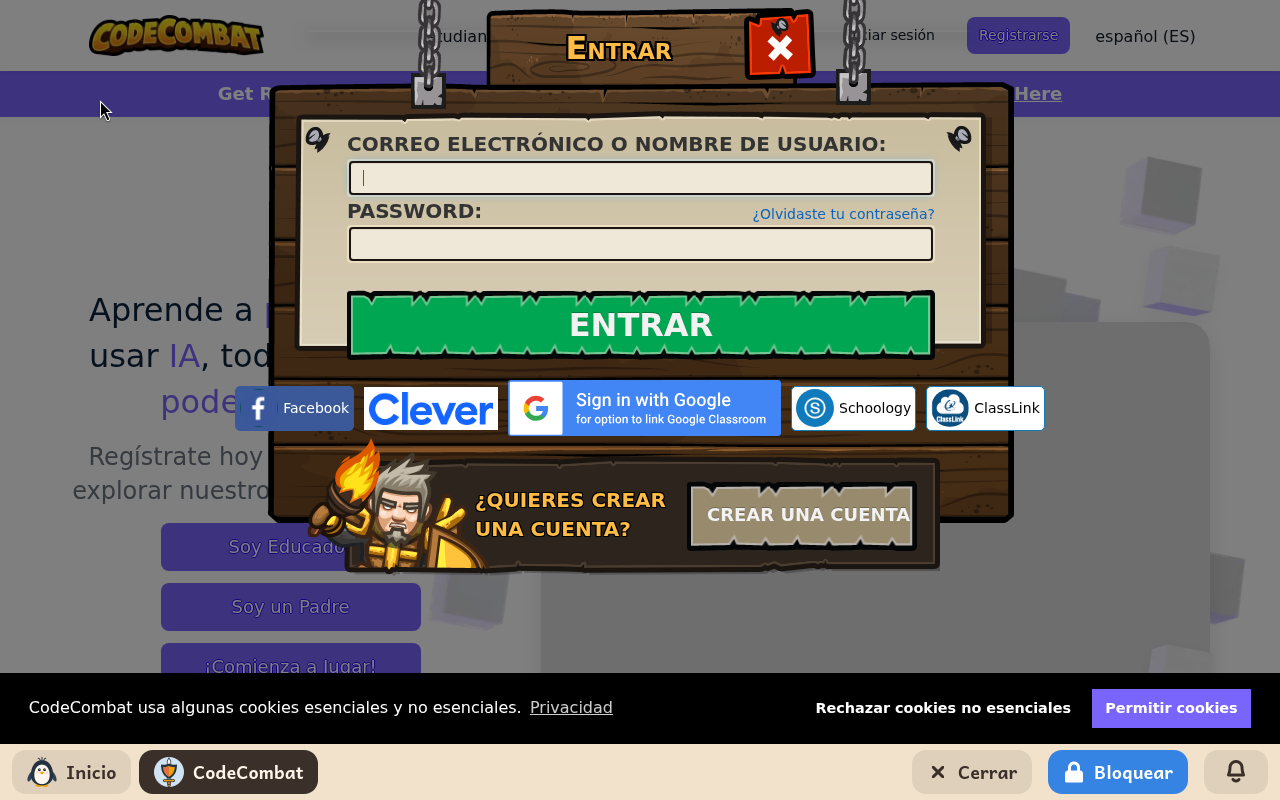 CODECOMBAT
Entrar
español (ES)
Registrarse
Get R
Here
CORREO ELECTRÓNICO O NOMBRE DE USUARIO:
PASSWORD:
¿Olvidaste tu contraseña?
ENTRAR
Aprende a
usar IA, tod
pode
Facebook
Clever
Sign in with Google
for option to link Google Classroom
Schoology
ClassLink
Regístrate hoy
explorar nuestro
¿QUIERES CREAR
UNA CUENTA?
CREAR UNA CUENTA
Soy Educado
Soy un Padre
¡Comienza a Jugar!
CodeCombat usa algunas cookies esenciales y no esenciales. Privacidad
Rechazar cookies no esenciales
Permitir cookies
Inicio
CodeCombat
Cerrar
Bloquear